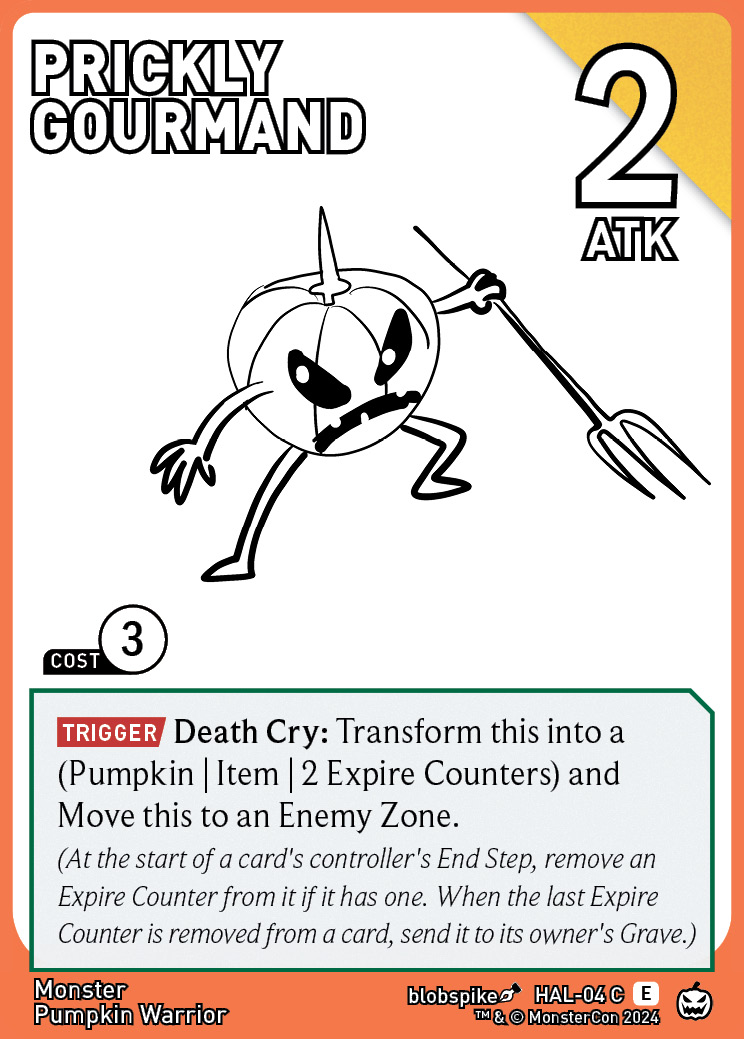 PRICKLY
GOURMAND
2
ATK
COST 3
TRIGGER Death Cry: Transform this into a
(Pumpkin | Item | 2 Expire Counters) and
Move this to an Enemy Zone.
(At the start of a card's controller's End Step, remove an
Expire Counter from it if it has one. When the last Expire
Counter is removed from a card, send it to its owner's Grave.)
Monster
Pumpkin Warrior
blobspike HAL-04 C E
™ & © MonsterCon 2024